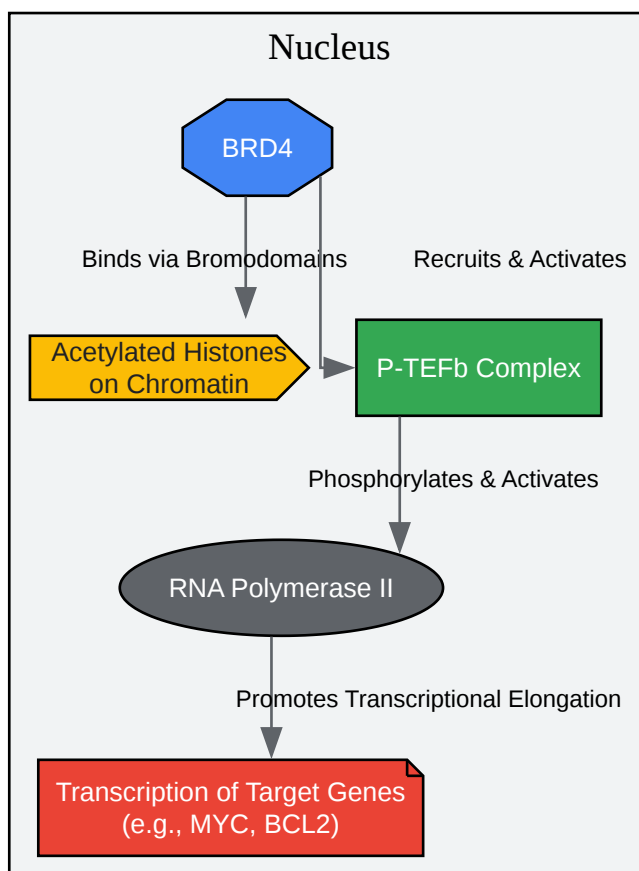 Nucleus
BRD4
Binds via Bromodomains
Recruits & Activates
Acetylated Histones
on Chromatin
P-TEFb Complex
Phosphorylates & Activates
RNA Polymerase II
Promotes Transcriptional Elongation
Transcription of Target Genes
(e.g., MYC, BCL2)